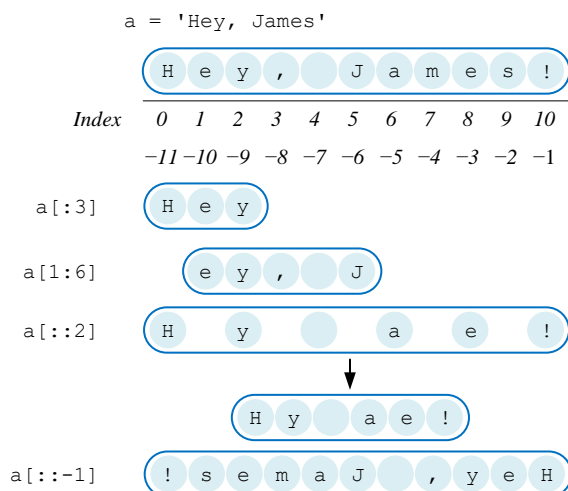 a = 'Hey, James'
H e y , J a m e s !
Index 0 1 2 3 4 5 6 7 8 9 10
−11 −10 −9 −8 −7 −6 −5 −4 −3 −2 −1
a[:3] H e y
a[1:6] e y , J
a[::2] H y a e !
H y a e !
a[::-1] ! s e m a J , y e H